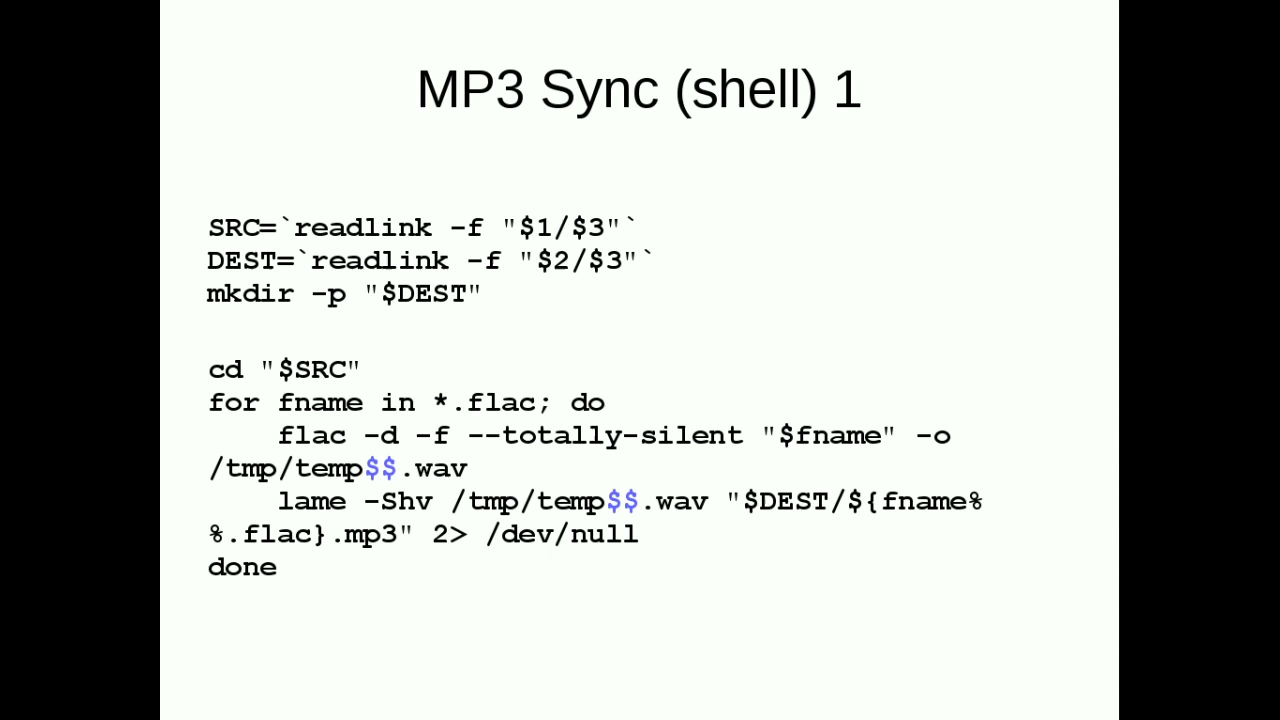 MP3 Sync (shell) 1
SRC=`readlink -f "$1/$3"`
DEST=`readlink -f "$2/$3"`
mkdir -p "$DEST"
cd "$SRC"
for fname in *.flac; do
    flac -d -f --totally-silent "$fname" -o
/tmp/temp$$.wav
    lame -Shv /tmp/temp$$.wav "$DEST/${fname%
%.flac}.mp3" 2> /dev/null
done